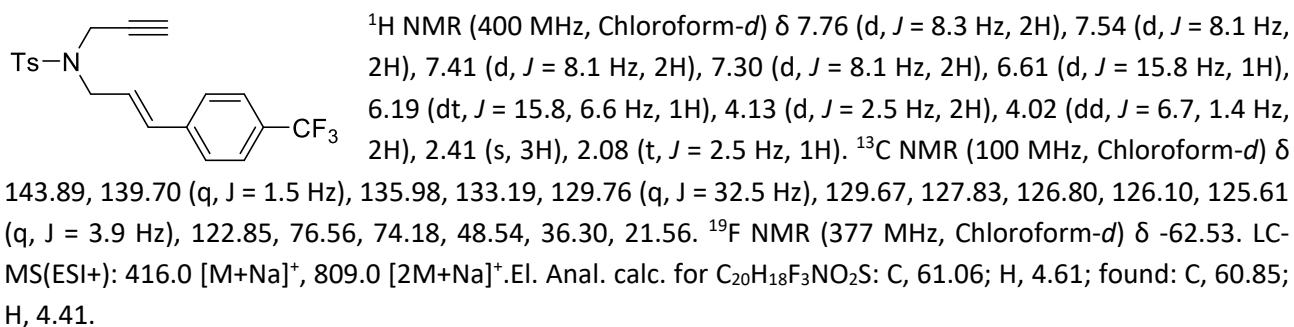 Ts N CF₃
¹H NMR (400 MHz, Chloroform-d) δ 7.76 (d, J = 8.3 Hz, 2H), 7.54 (d, J = 8.1 Hz,
2H), 7.41 (d, J = 8.1 Hz, 2H), 7.30 (d, J = 8.1 Hz, 2H), 6.61 (d, J = 15.8 Hz, 1H),
6.19 (dt, J = 15.8, 6.6 Hz, 1H), 4.13 (d, J = 2.5 Hz, 2H), 4.02 (dd, J = 6.7, 1.4 Hz,
2H), 2.41 (s, 3H), 2.08 (t, J = 2.5 Hz, 1H). ¹³C NMR (100 MHz, Chloroform-d) δ
143.89, 139.70 (q, J = 1.5 Hz), 135.98, 133.19, 129.76 (q, J = 32.5 Hz), 129.67, 127.83, 126.80, 126.10, 125.61
(q, J = 3.9 Hz), 122.85, 76.56, 74.18, 48.54, 36.30, 21.56. ¹⁹F NMR (377 MHz, Chloroform-d) δ -62.53. LC-
MS(ESI+): 416.0 [M+Na]⁺, 809.0 [2M+Na]⁺.El. Anal. calc. for C₂₀H₁₈F₃NO₂S: C, 61.06; H, 4.61; found: C, 60.85;
H, 4.41.